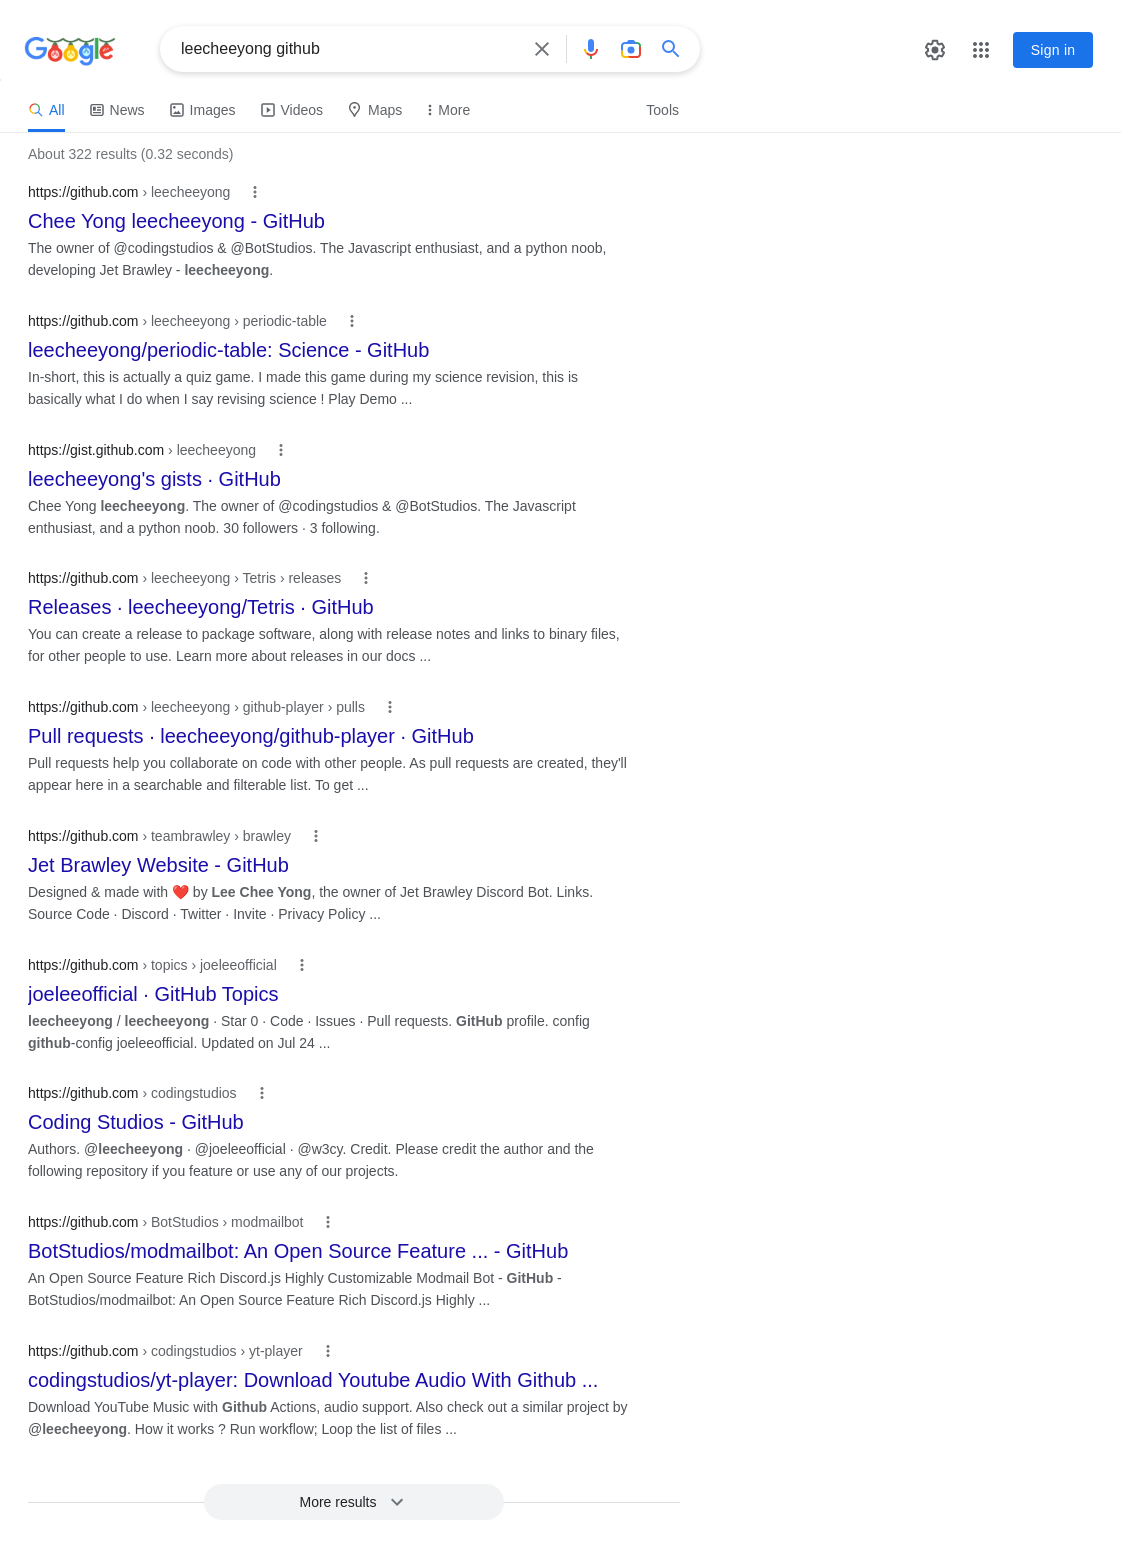 Google
leecheeyong github
Sign in
All News Images Videos Maps More Tools
About 322 results (0.32 seconds)
https://github.com › leecheeyong
Chee Yong leecheeyong - GitHub
The owner of @codingstudios & @BotStudios. The Javascript enthusiast, and a python noob,
developing Jet Brawley - leecheeyong.
https://github.com › leecheeyong › periodic-table
leecheeyong/periodic-table: Science - GitHub
In-short, this is actually a quiz game. I made this game during my science revision, this is
basically what I do when I say revising science ! Play Demo ...
https://gist.github.com › leecheeyong
leecheeyong's gists · GitHub
Chee Yong leecheeyong. The owner of @codingstudios & @BotStudios. The Javascript
enthusiast, and a python noob. 30 followers · 3 following.
https://github.com › leecheeyong › Tetris › releases
Releases · leecheeyong/Tetris · GitHub
You can create a release to package software, along with release notes and links to binary files,
for other people to use. Learn more about releases in our docs ...
https://github.com › leecheeyong › github-player › pulls
Pull requests · leecheeyong/github-player · GitHub
Pull requests help you collaborate on code with other people. As pull requests are created, they'll
appear here in a searchable and filterable list. To get ...
https://github.com › teambrawley › brawley
Jet Brawley Website - GitHub
Designed & made with ❤️ by Lee Chee Yong, the owner of Jet Brawley Discord Bot. Links.
Source Code · Discord · Twitter · Invite · Privacy Policy ...
https://github.com › topics › joeleeofficial
joeleeofficial · GitHub Topics
leecheeyong / leecheeyong · Star 0 · Code · Issues · Pull requests. GitHub profile. config
github-config joeleeofficial. Updated on Jul 24 ...
https://github.com › codingstudios
Coding Studios - GitHub
Authors. @leecheeyong · @joeleeofficial · @w3cy. Credit. Please credit the author and the
following repository if you feature or use any of our projects.
https://github.com › BotStudios › modmailbot
BotStudios/modmailbot: An Open Source Feature ... - GitHub
An Open Source Feature Rich Discord.js Highly Customizable Modmail Bot - GitHub -
BotStudios/modmailbot: An Open Source Feature Rich Discord.js Highly ...
https://github.com › codingstudios › yt-player
codingstudios/yt-player: Download Youtube Audio With Github ...
Download YouTube Music with Github Actions, audio support. Also check out a similar project by
@leecheeyong. How it works ? Run workflow; Loop the list of files ...
More results